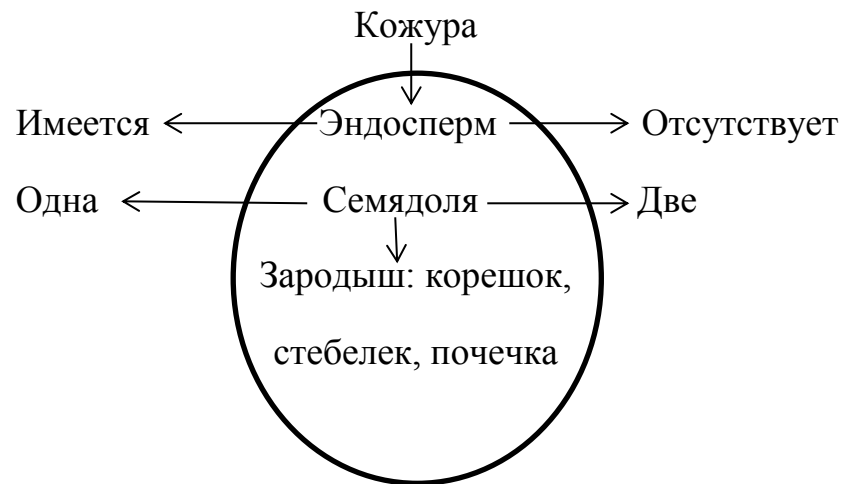 Кожура
Имеется Эндосперм Отсутствует
Одна Семядоля Две
Зародыш: корешок,
стебелек, почечка